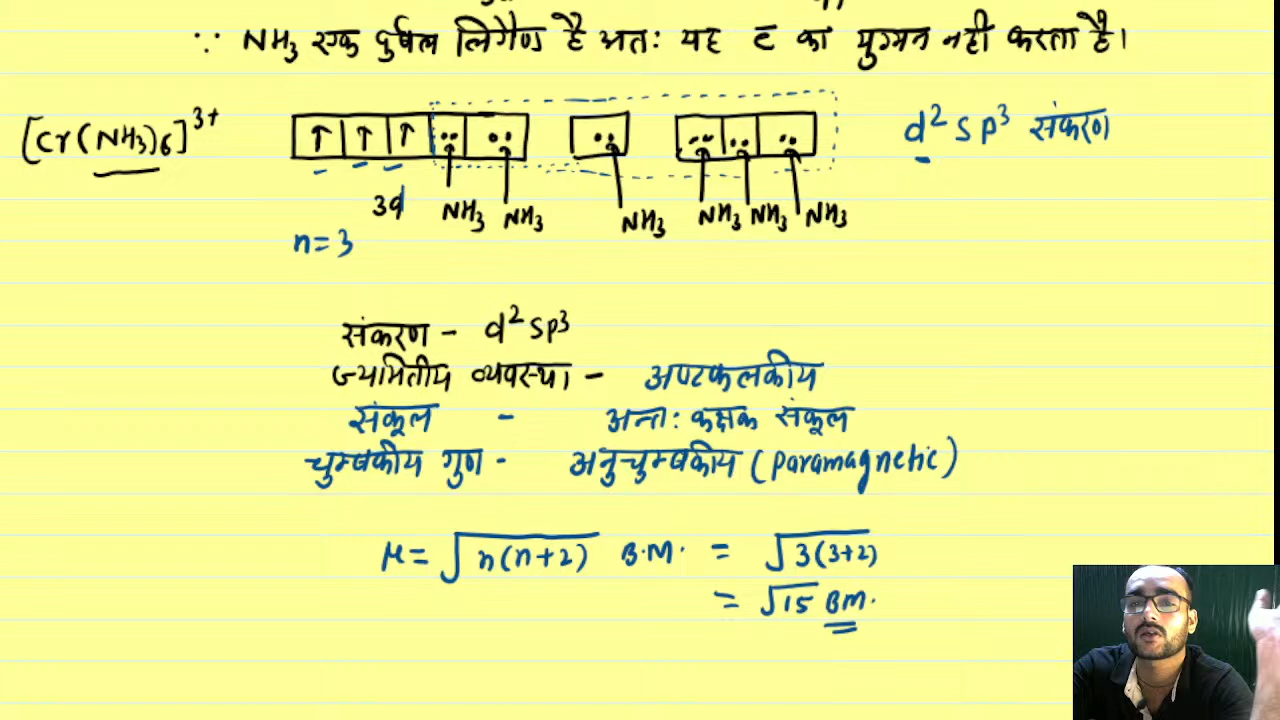 ∵ NH3 एक दुर्बल लिगैण्ड है अतः यह e का युग्मन नही करता है।
[Cr(NH3)6]3+ ↑ ↑ ↑ d2sp3 संकरण
3d NH3 NH3 NH3 NH3 NH3 NH3
n=3
संकरण - d2sp3
ज्यामितीय व्यवस्था - अष्टफलकीय
संकूल - अन्तः कक्षक संकूल
चुम्बकीय गुण - अनुचुम्बकीय (Paramagnetic)
μ = √n(n+2) B.M. = √3(3+2)
= √15 BM.